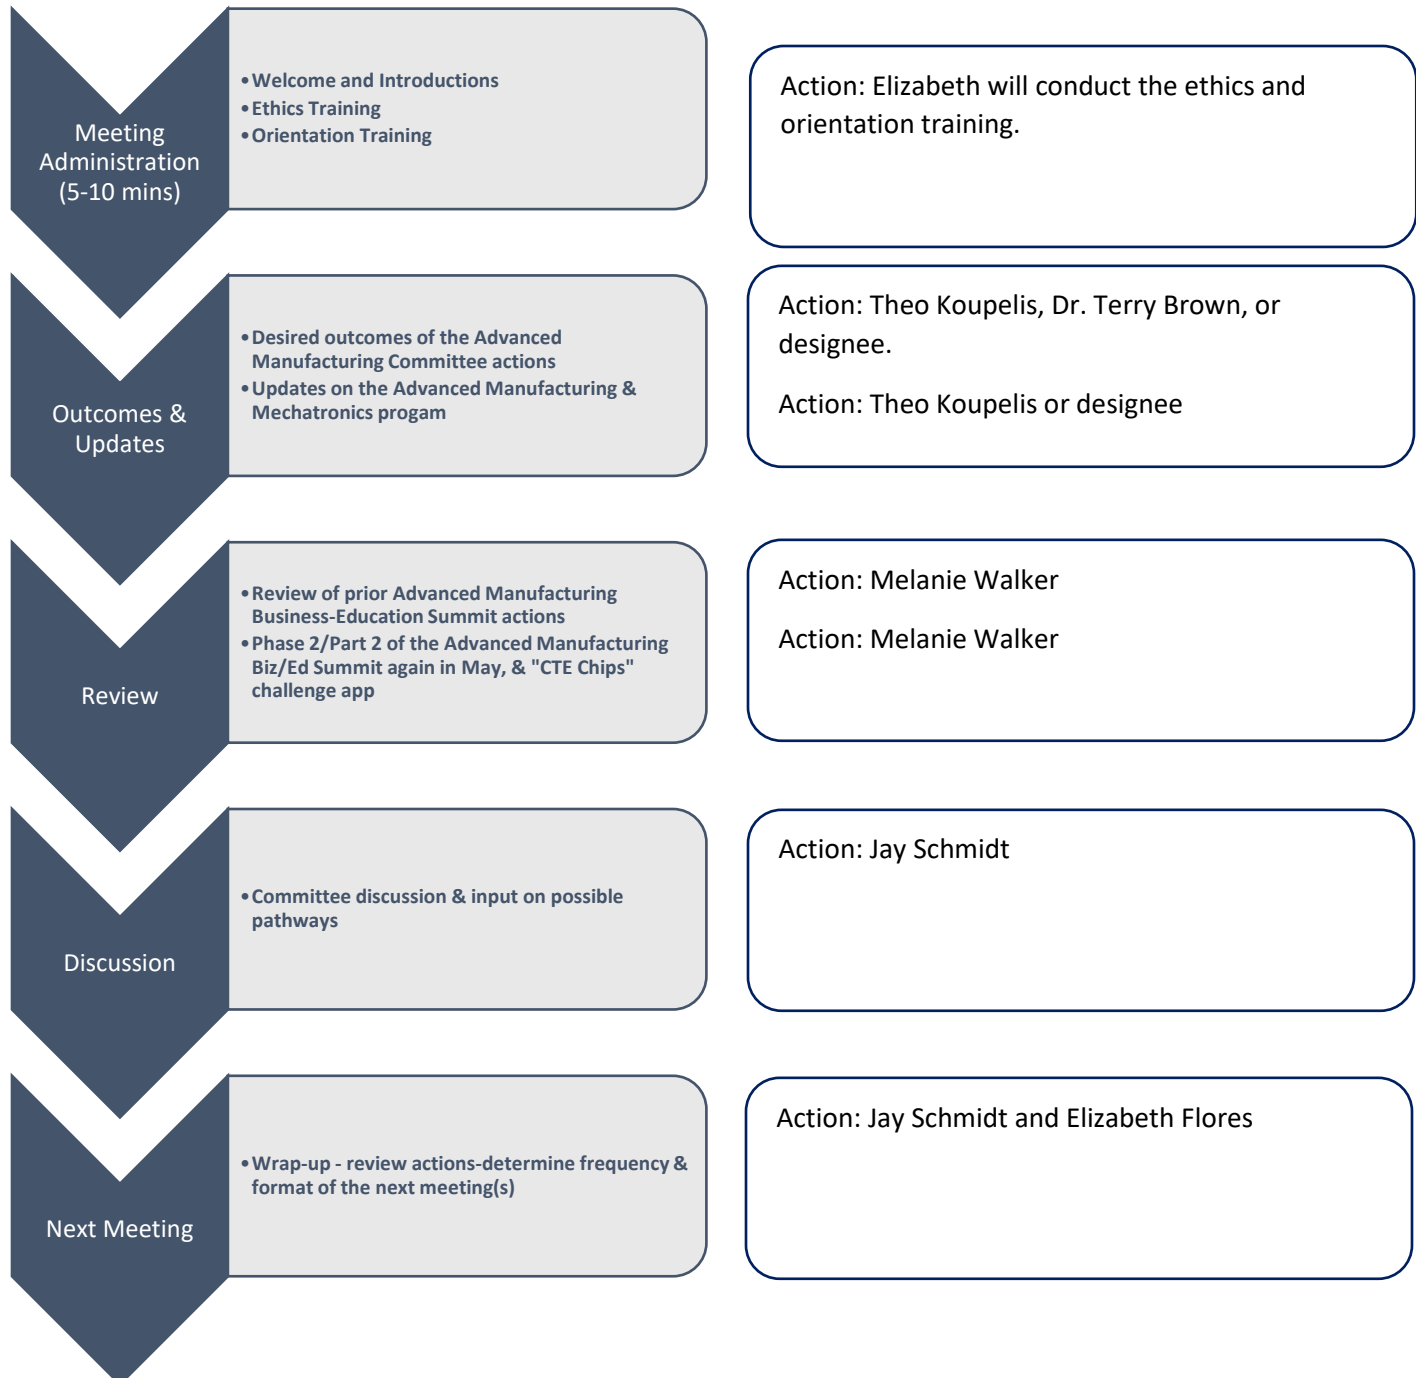 Meeting
Administration
(5-10 mins)
•Welcome and Introductions
•Ethics Training
•Orientation Training
Action: Elizabeth will conduct the ethics and
orientation training.
Outcomes &
Updates
•Desired outcomes of the Advanced
Manufacturing Committee actions
•Updates on the Advanced Manufacturing &
Mechatronics progam
Action: Theo Koupelis, Dr. Terry Brown, or
designee.
Action: Theo Koupelis or designee
Review
•Review of prior Advanced Manufacturing
Business-Education Summit actions
•Phase 2/Part 2 of the Advanced Manufacturing
Biz/Ed Summit again in May, & "CTE Chips"
challenge app
Action: Melanie Walker
Action: Melanie Walker
Discussion
•Committee discussion & input on possible
pathways
Action: Jay Schmidt
Next Meeting
•Wrap-up - review actions-determine frequency &
format of the next meeting(s)
Action: Jay Schmidt and Elizabeth Flores